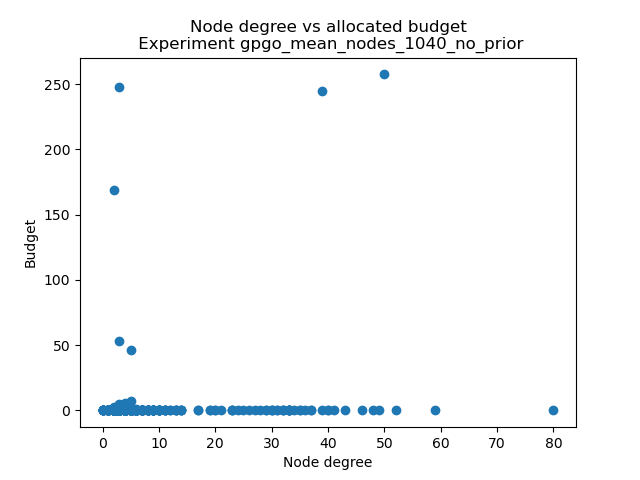 Node degree vs allocated budget
Experiment gpgo_mean_nodes_1040_no_prior
250
200
150
100
50
0
Budget
0 10 20 30 40 50 60 70 80
Node degree